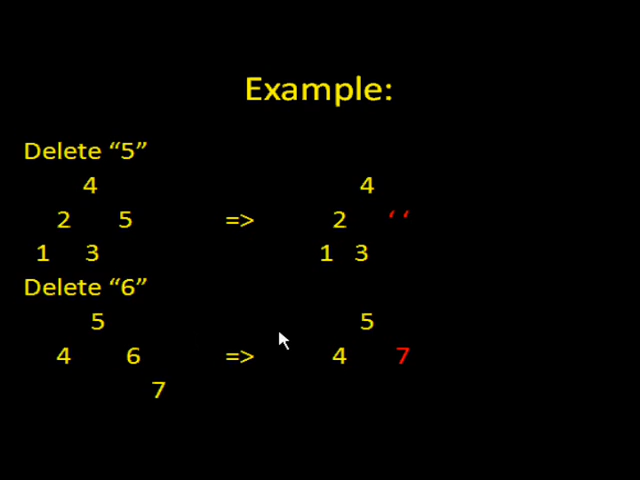 Example:
Delete “5”
4 4
2 5 => 2 ‘ ‘
1 3 1 3
Delete “6”
5 5
4 6 => 4 7
7